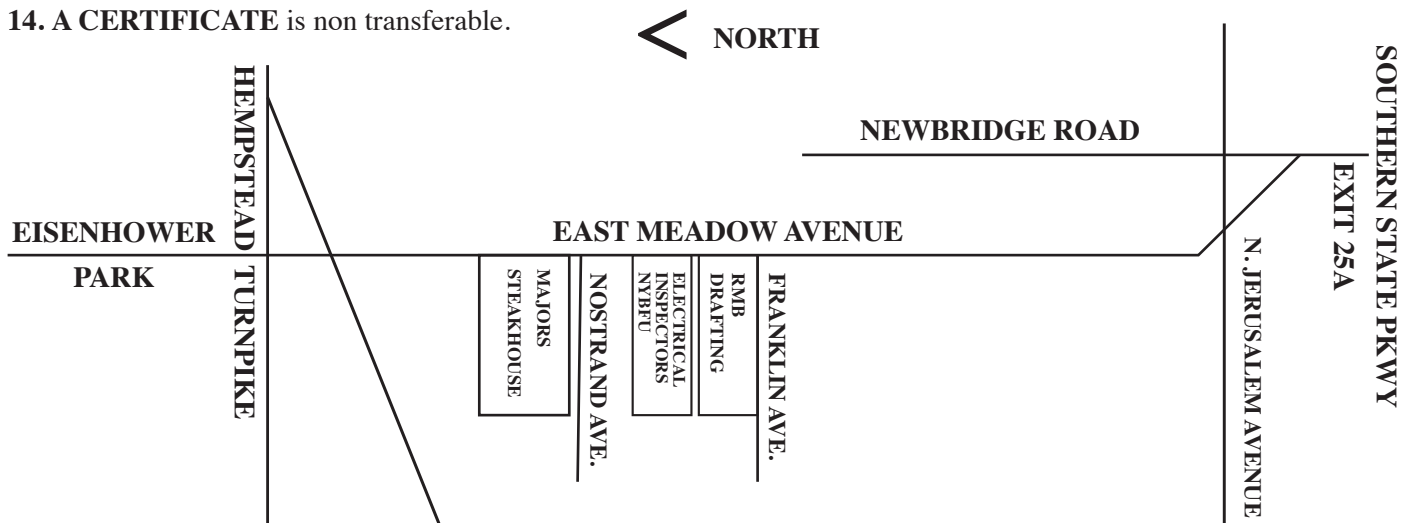 14. A CERTIFICATE is non transferable.
NORTH
SOUTHERN STATE PKWY
HEMPSTEAD TURNPIKE
NEWBRIDGE ROAD
EXIT 25A
EISENHOWER
PARK
EAST MEADOW AVENUE
N. JERUSALEM AVENUE
MAJORS
STEAKHOUSE
NOSTRAND AVE.
ELECTRICAL
INSPECTORS
NYBFU
RMB
DRAFTING
FRANKLIN AVE.